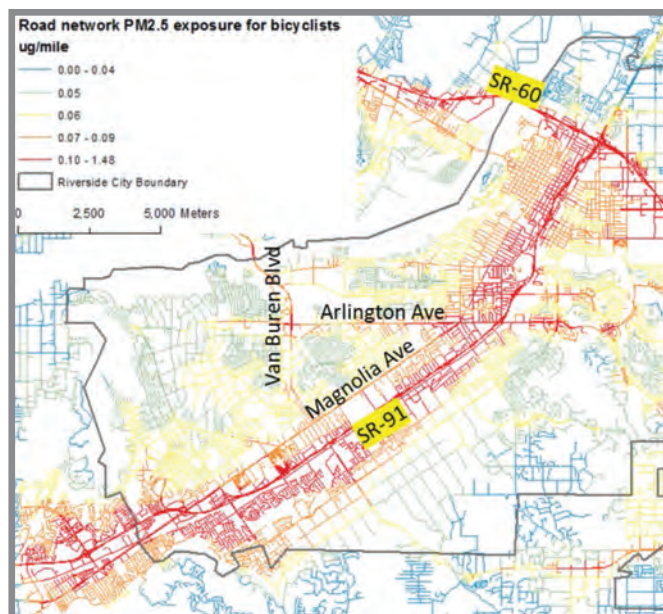 Road network PM2.5 exposure for bicyclists
ug/mile
0.00 - 0.04
0.05
0.06
0.07 - 0.09
0.10 - 1.48
Riverside City Boundary
0 2,500 5,000 Meters
SR-60
Van Buren Blvd
Arlington Ave
Magnolia Ave
SR-91